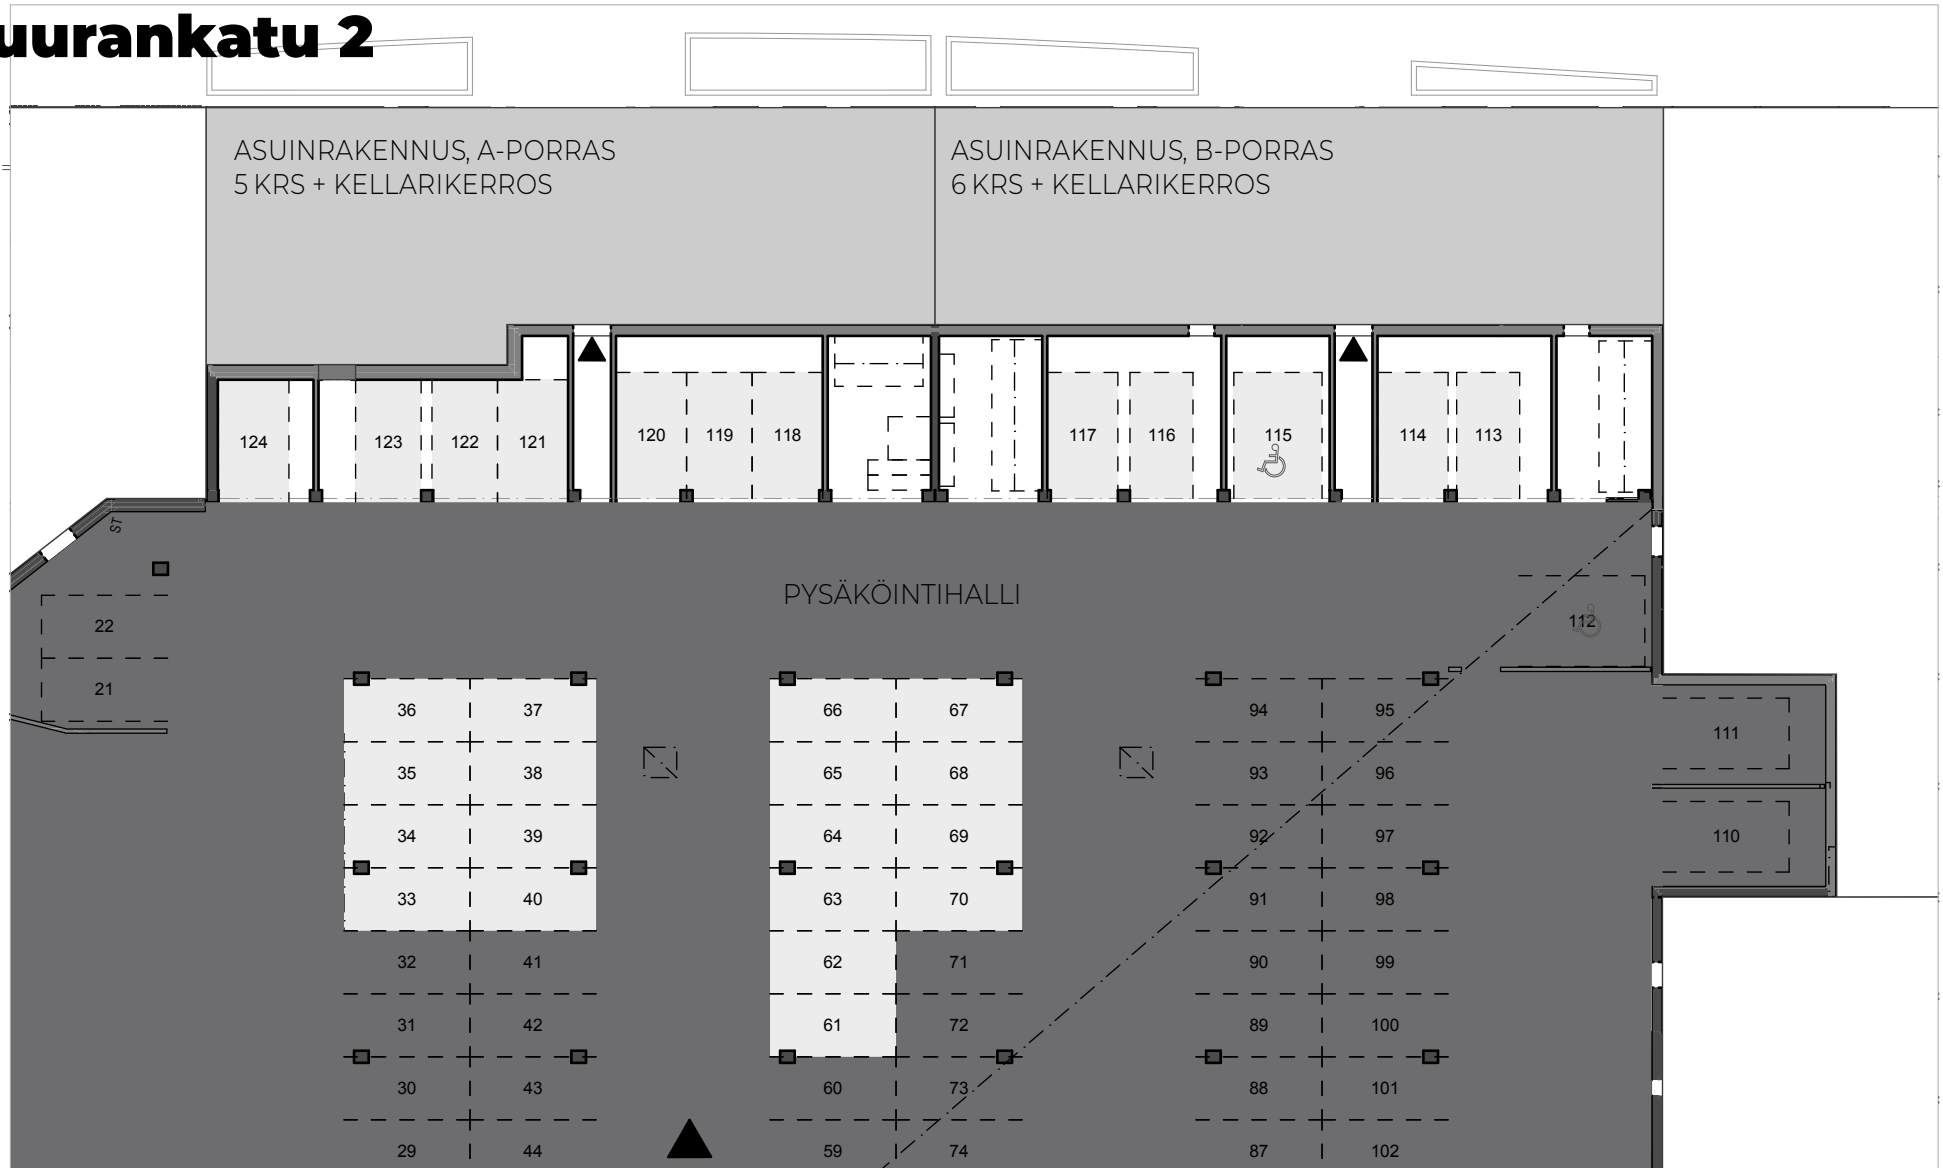 uurankatu 2
ASUINRAKENNUS, A-PORRAS
5 KRS + KELLARIKERROS
ASUINRAKENNUS, B-PORRAS
6 KRS + KELLARIKERROS
124 123 122 121 120 119 118 117 116 115 114 113
ST
PYSÄKÖINTIHALLI
22
112
21
36 37 66 67 94 95
111
35 38 65 68 93 96
34 39 64 69 92 97 110
33 40 63 70 91 98
32 41 62 71 90 99
31 42 61 72 89 100
30 43 60 73 88 101
29 44 59 74 87 102